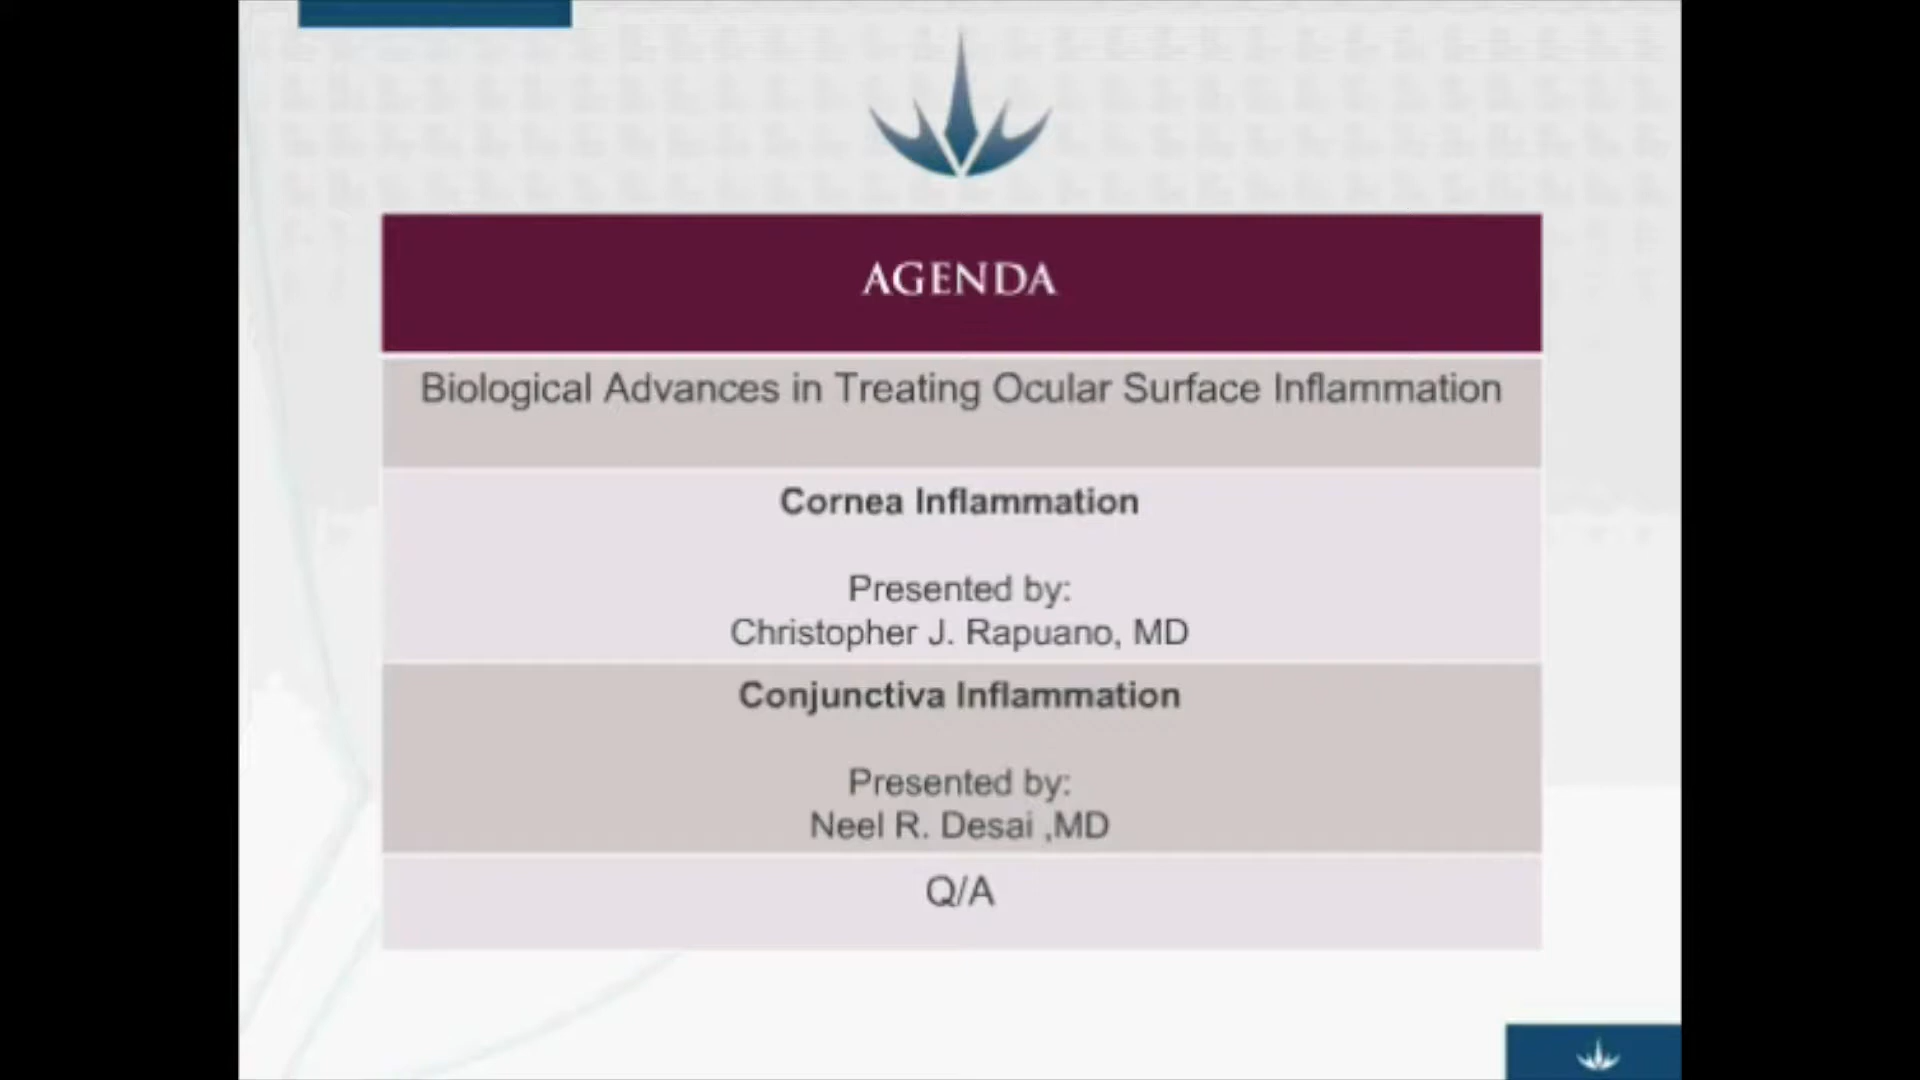 AGENDA
Biological Advances in Treating Ocular Surface Inflammation
Cornea Inflammation
Presented by:
Christopher J. Rapuano, MD
Conjunctiva Inflammation
Presented by:
Neel R. Desai ,MD
Q/A